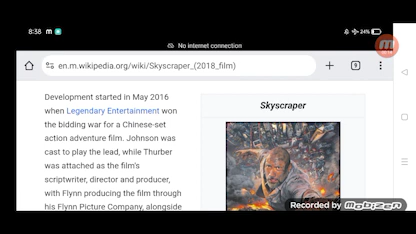 8:38 m
24%
No internet connection
en.m.wikipedia.org/wiki/Skyscraper_(2018_film)
9
Development started in May 2016
when Legendary Entertainment won
the bidding war for a Chinese-set
action adventure film. Johnson was
cast to play the lead, while Thurber
was attached as the film's
scriptwriter, director and producer,
with Flynn producing the film through
his Flynn Picture Company, alongside
Skyscraper
Recorded by
MOBIZEN